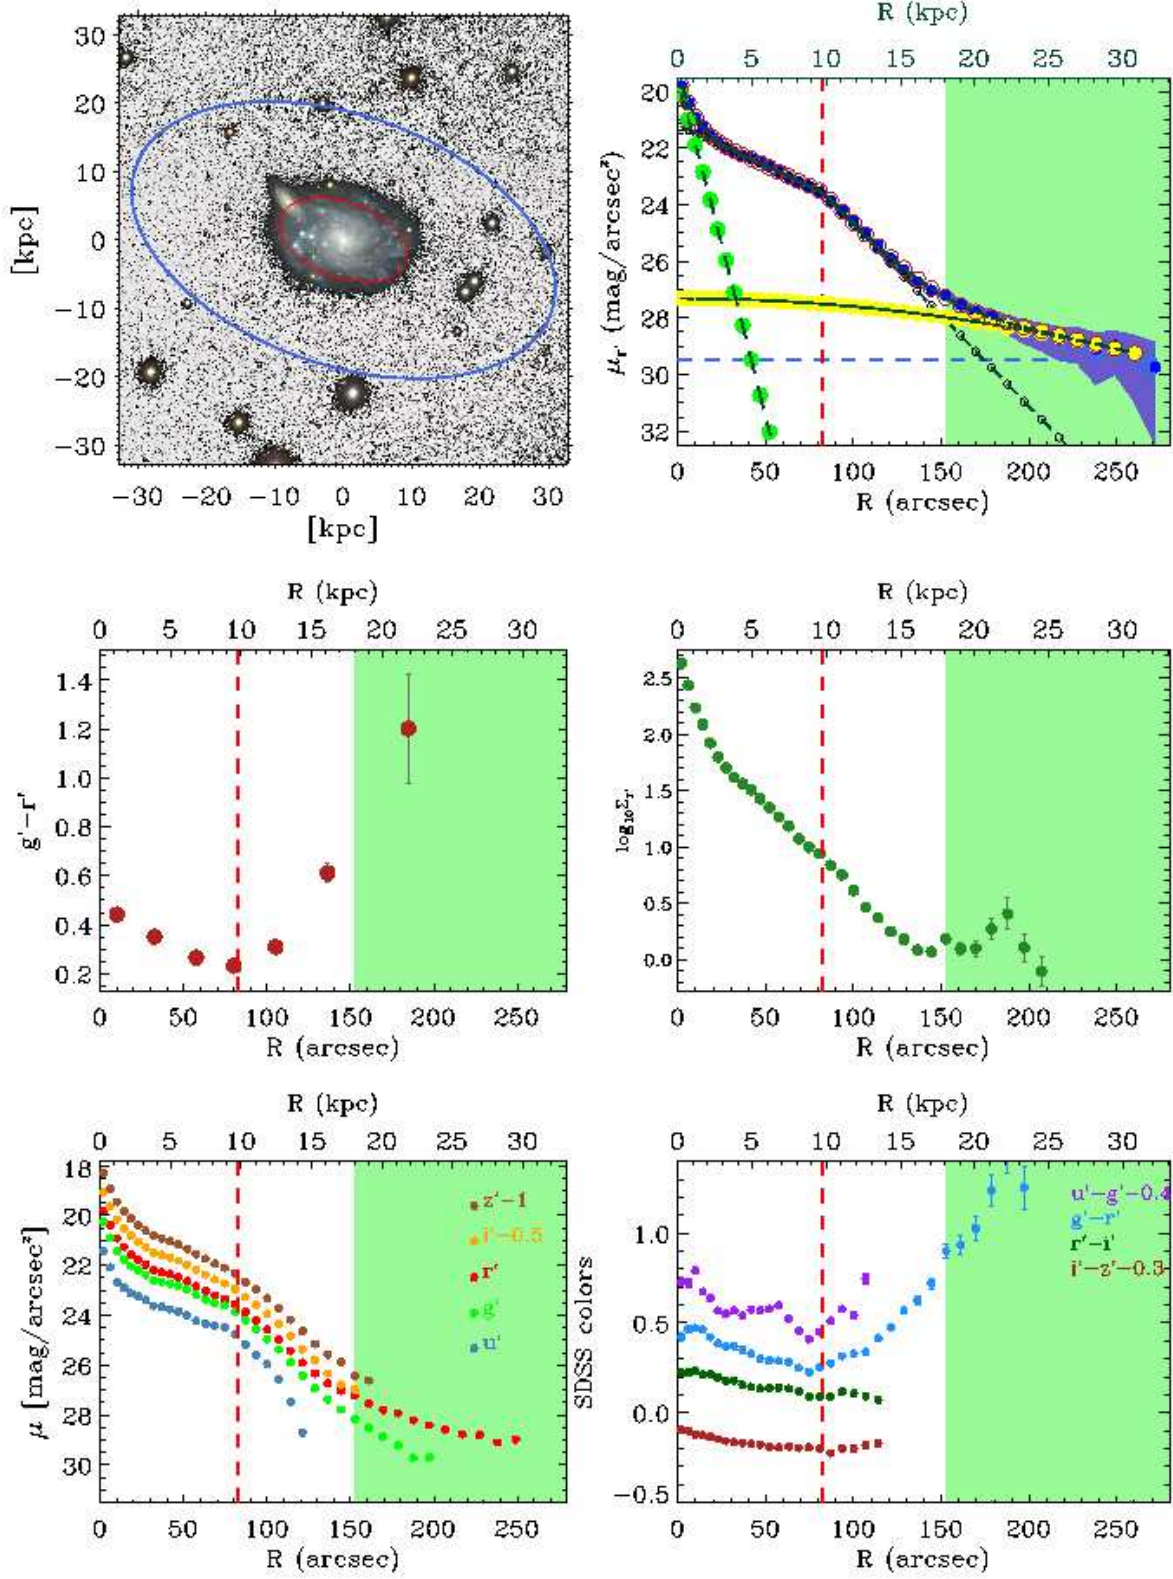 R (kpc)
0 5 10 15 20 25 30
30
20
10
0
−10
−20
−30
[kpc]
−30 −20 −10 0 10 20 30
[kpc]
20
22
24
26
28
30
32
μr' (mag/arcsec²)
0 50 100 150 200 250
R (arcsec)
R (kpc)
0 5 10 15 20 25 30
1.4
1.2
1.0
0.8
0.6
0.4
0.2
g'−r'
0 50 100 150 200 250
R (arcsec)
R (kpc)
0 5 10 15 20 25 30
2.5
2.0
1.5
1.0
0.5
0.0
log₁₀Σr'
0 50 100 150 200 250
R (arcsec)
R (kpc)
0 5 10 15 20 25 30
18
20
22
24
26
28
30
μ [mag/arcsec²]
z'−1
i'−0.5
r'
g'
u'
0 50 100 150 200 250
R (arcsec)
R (kpc)
0 5 10 15 20 25 30
1.0
0.5
0.0
−0.5
SDSS colors
u'−g'−0.4
g'−r'
r'−i'
i'−z'−0.3
0 50 100 150 200 250
R (arcsec)